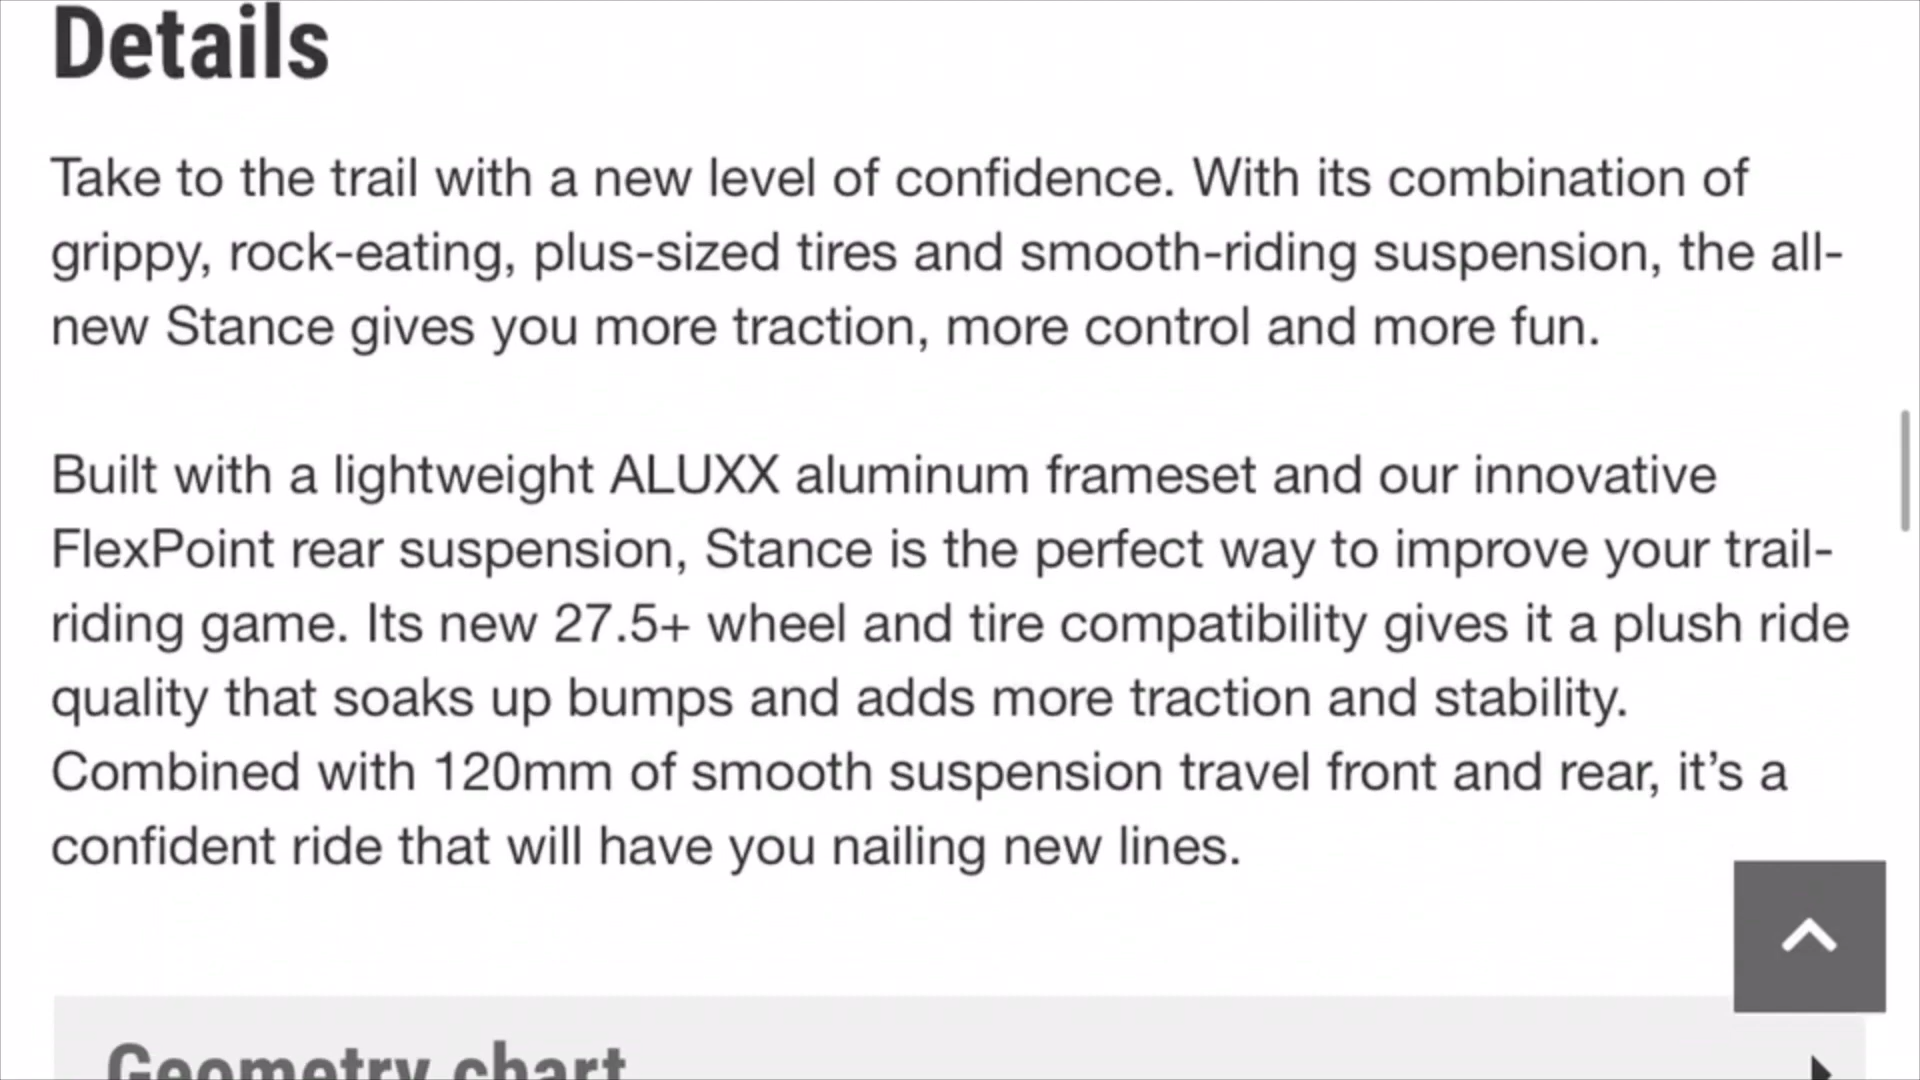 Details
Take to the trail with a new level of confidence. With its combination of
grippy, rock-eating, plus-sized tires and smooth-riding suspension, the all-
new Stance gives you more traction, more control and more fun.
Built with a lightweight ALUXX aluminum frameset and our innovative
FlexPoint rear suspension, Stance is the perfect way to improve your trail-
riding game. Its new 27.5+ wheel and tire compatibility gives it a plush ride
quality that soaks up bumps and adds more traction and stability.
Combined with 120mm of smooth suspension travel front and rear, it’s a
confident ride that will have you nailing new lines.
Geometry chart